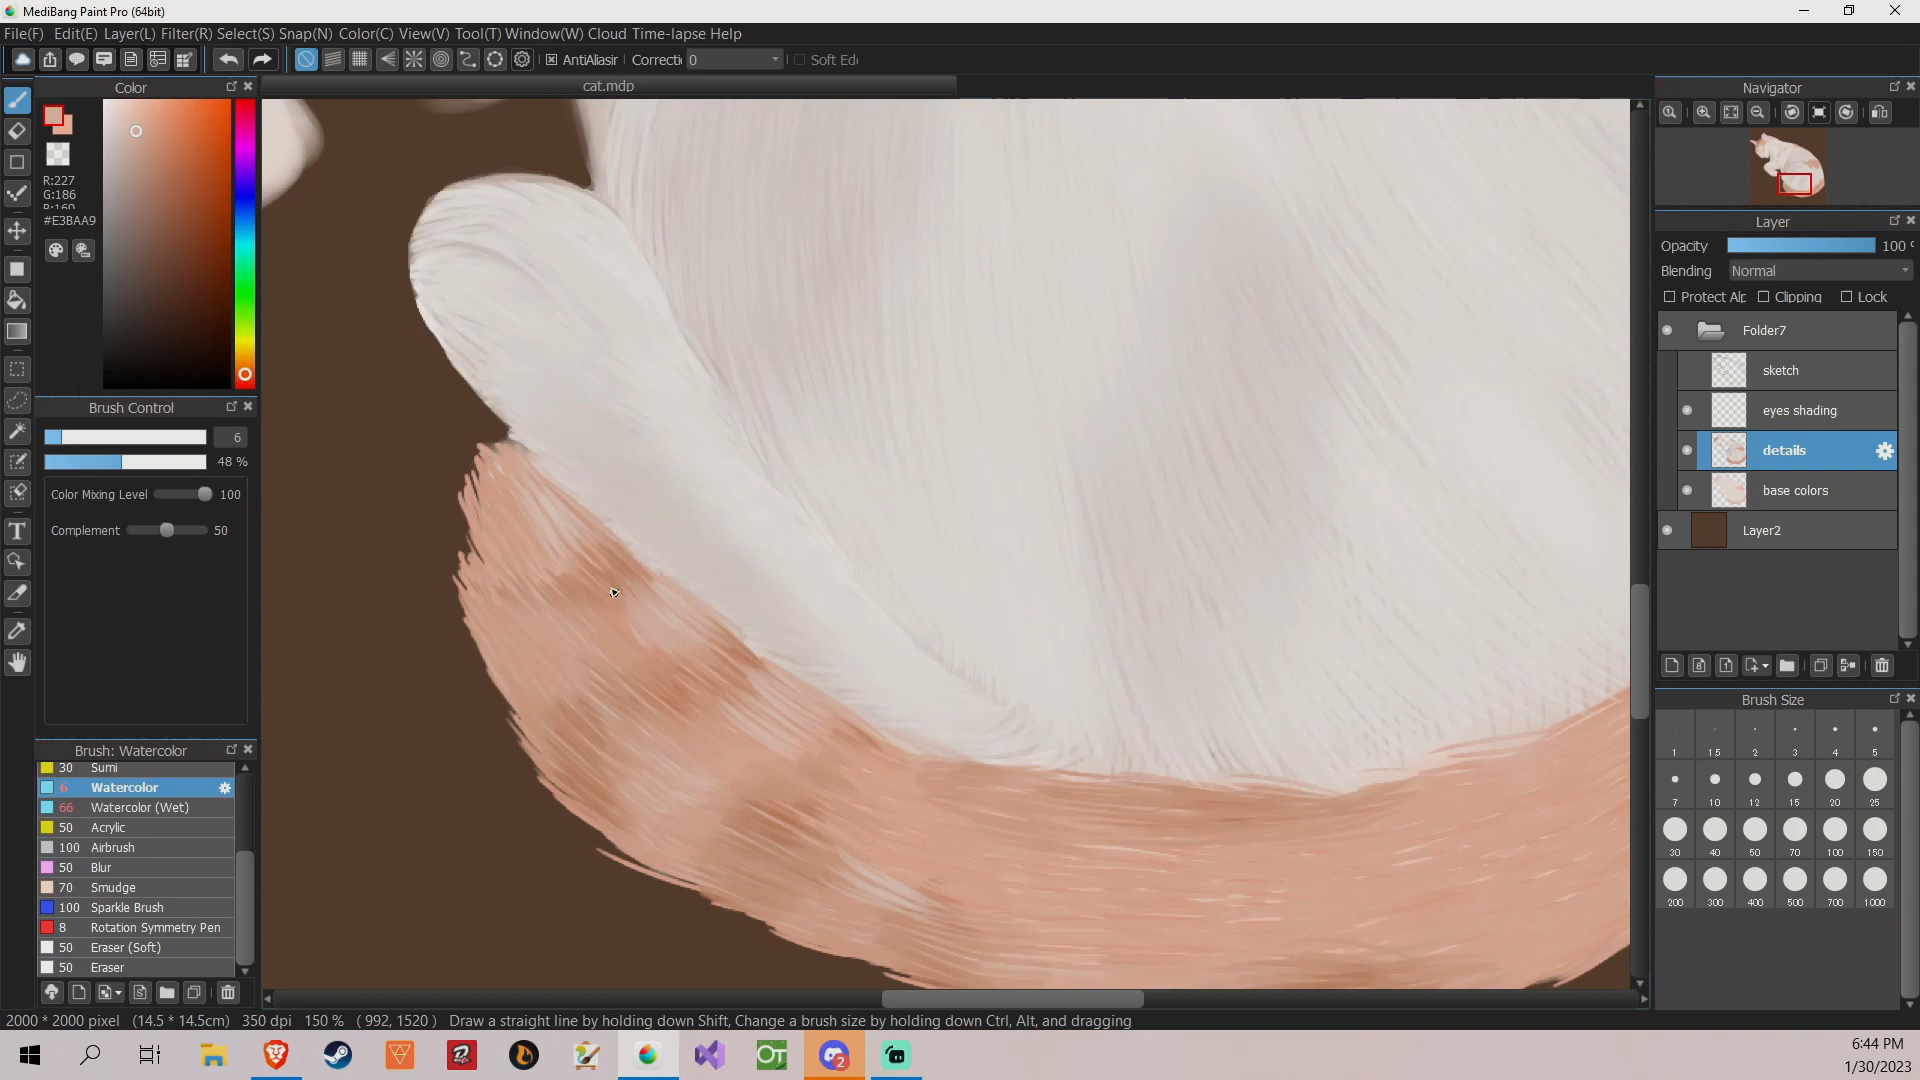 MediBang Paint Pro (64bit)
File(F) Edit(E) Layer(L) Filter(R) Select(S) Snap(N) Color(C) View(V) Tool(T) Window(W) Cloud Time-lapse Help
AntiAliasin Correctic 0 Soft Ed
Color
R:227
G:186
#E3BAA9
cat.mdp
Brush Control
6
48 %
Color Mixing Level 100
Complement 50
Brush: Watercolor
30 Sumi
6 Watercolor
66 Watercolor (Wet)
50 Acrylic
100 Airbrush
50 Blur
70 Smudge
100 Sparkle Brush
8 Rotation Symmetry Pen
50 Eraser (Soft)
50 Eraser
Navigator
Layer
Opacity 100
Blending Normal
Protect Alp Clipping Lock
Folder7
sketch
eyes shading
details
base colors
Layer2
Brush Size
1 1.5 2 3 4 5
7 10 12 15 20 25
30 40 50 70 100 150
200 300 400 500 700 1000
2000 * 2000 pixel (14.5 * 14.5cm) 350 dpi 150 % ( 992, 1520 ) Draw a straight line by holding down Shift, Change a brush size by holding down Ctrl, Alt, and dragging
OT
2
6:44 PM
1/30/2023